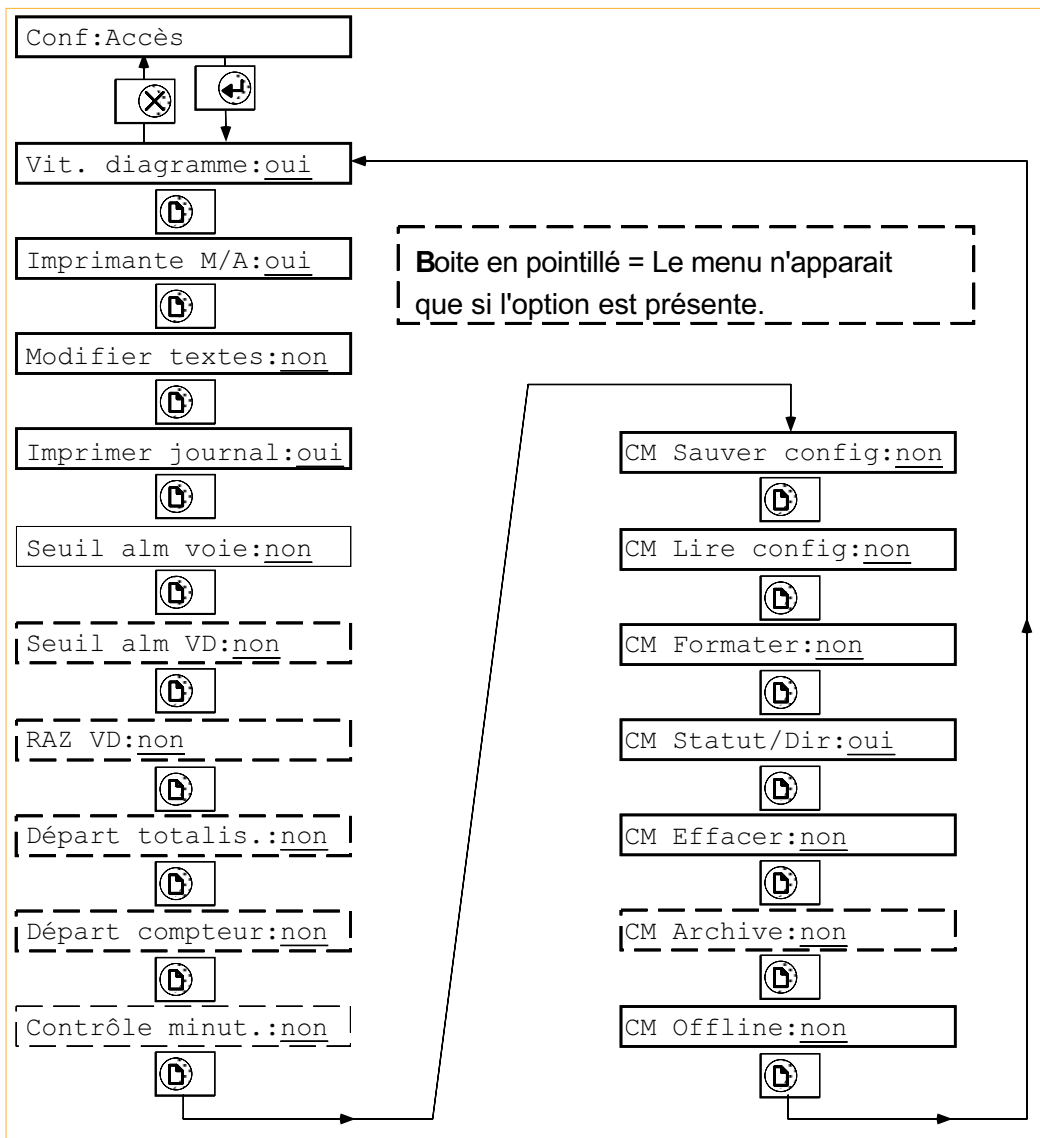 Conf:Accès
Vit. diagramme:oui
Imprimante M/A:oui
Modifier textes:non
Imprimer journal:oui
Seuil alm voie:non
Seuil alm VD:non
RAZ VD:non
Départ totalis.:non
Départ compteur:non
Contrôle minut.:non
Boite en pointillé = Le menu n'apparait
que si l'option est présente.
CM Sauver config:non
CM Lire config:non
CM Formater:non
CM Statut/Dir:oui
CM Effacer:non
CM Archive:non
CM Offline:non